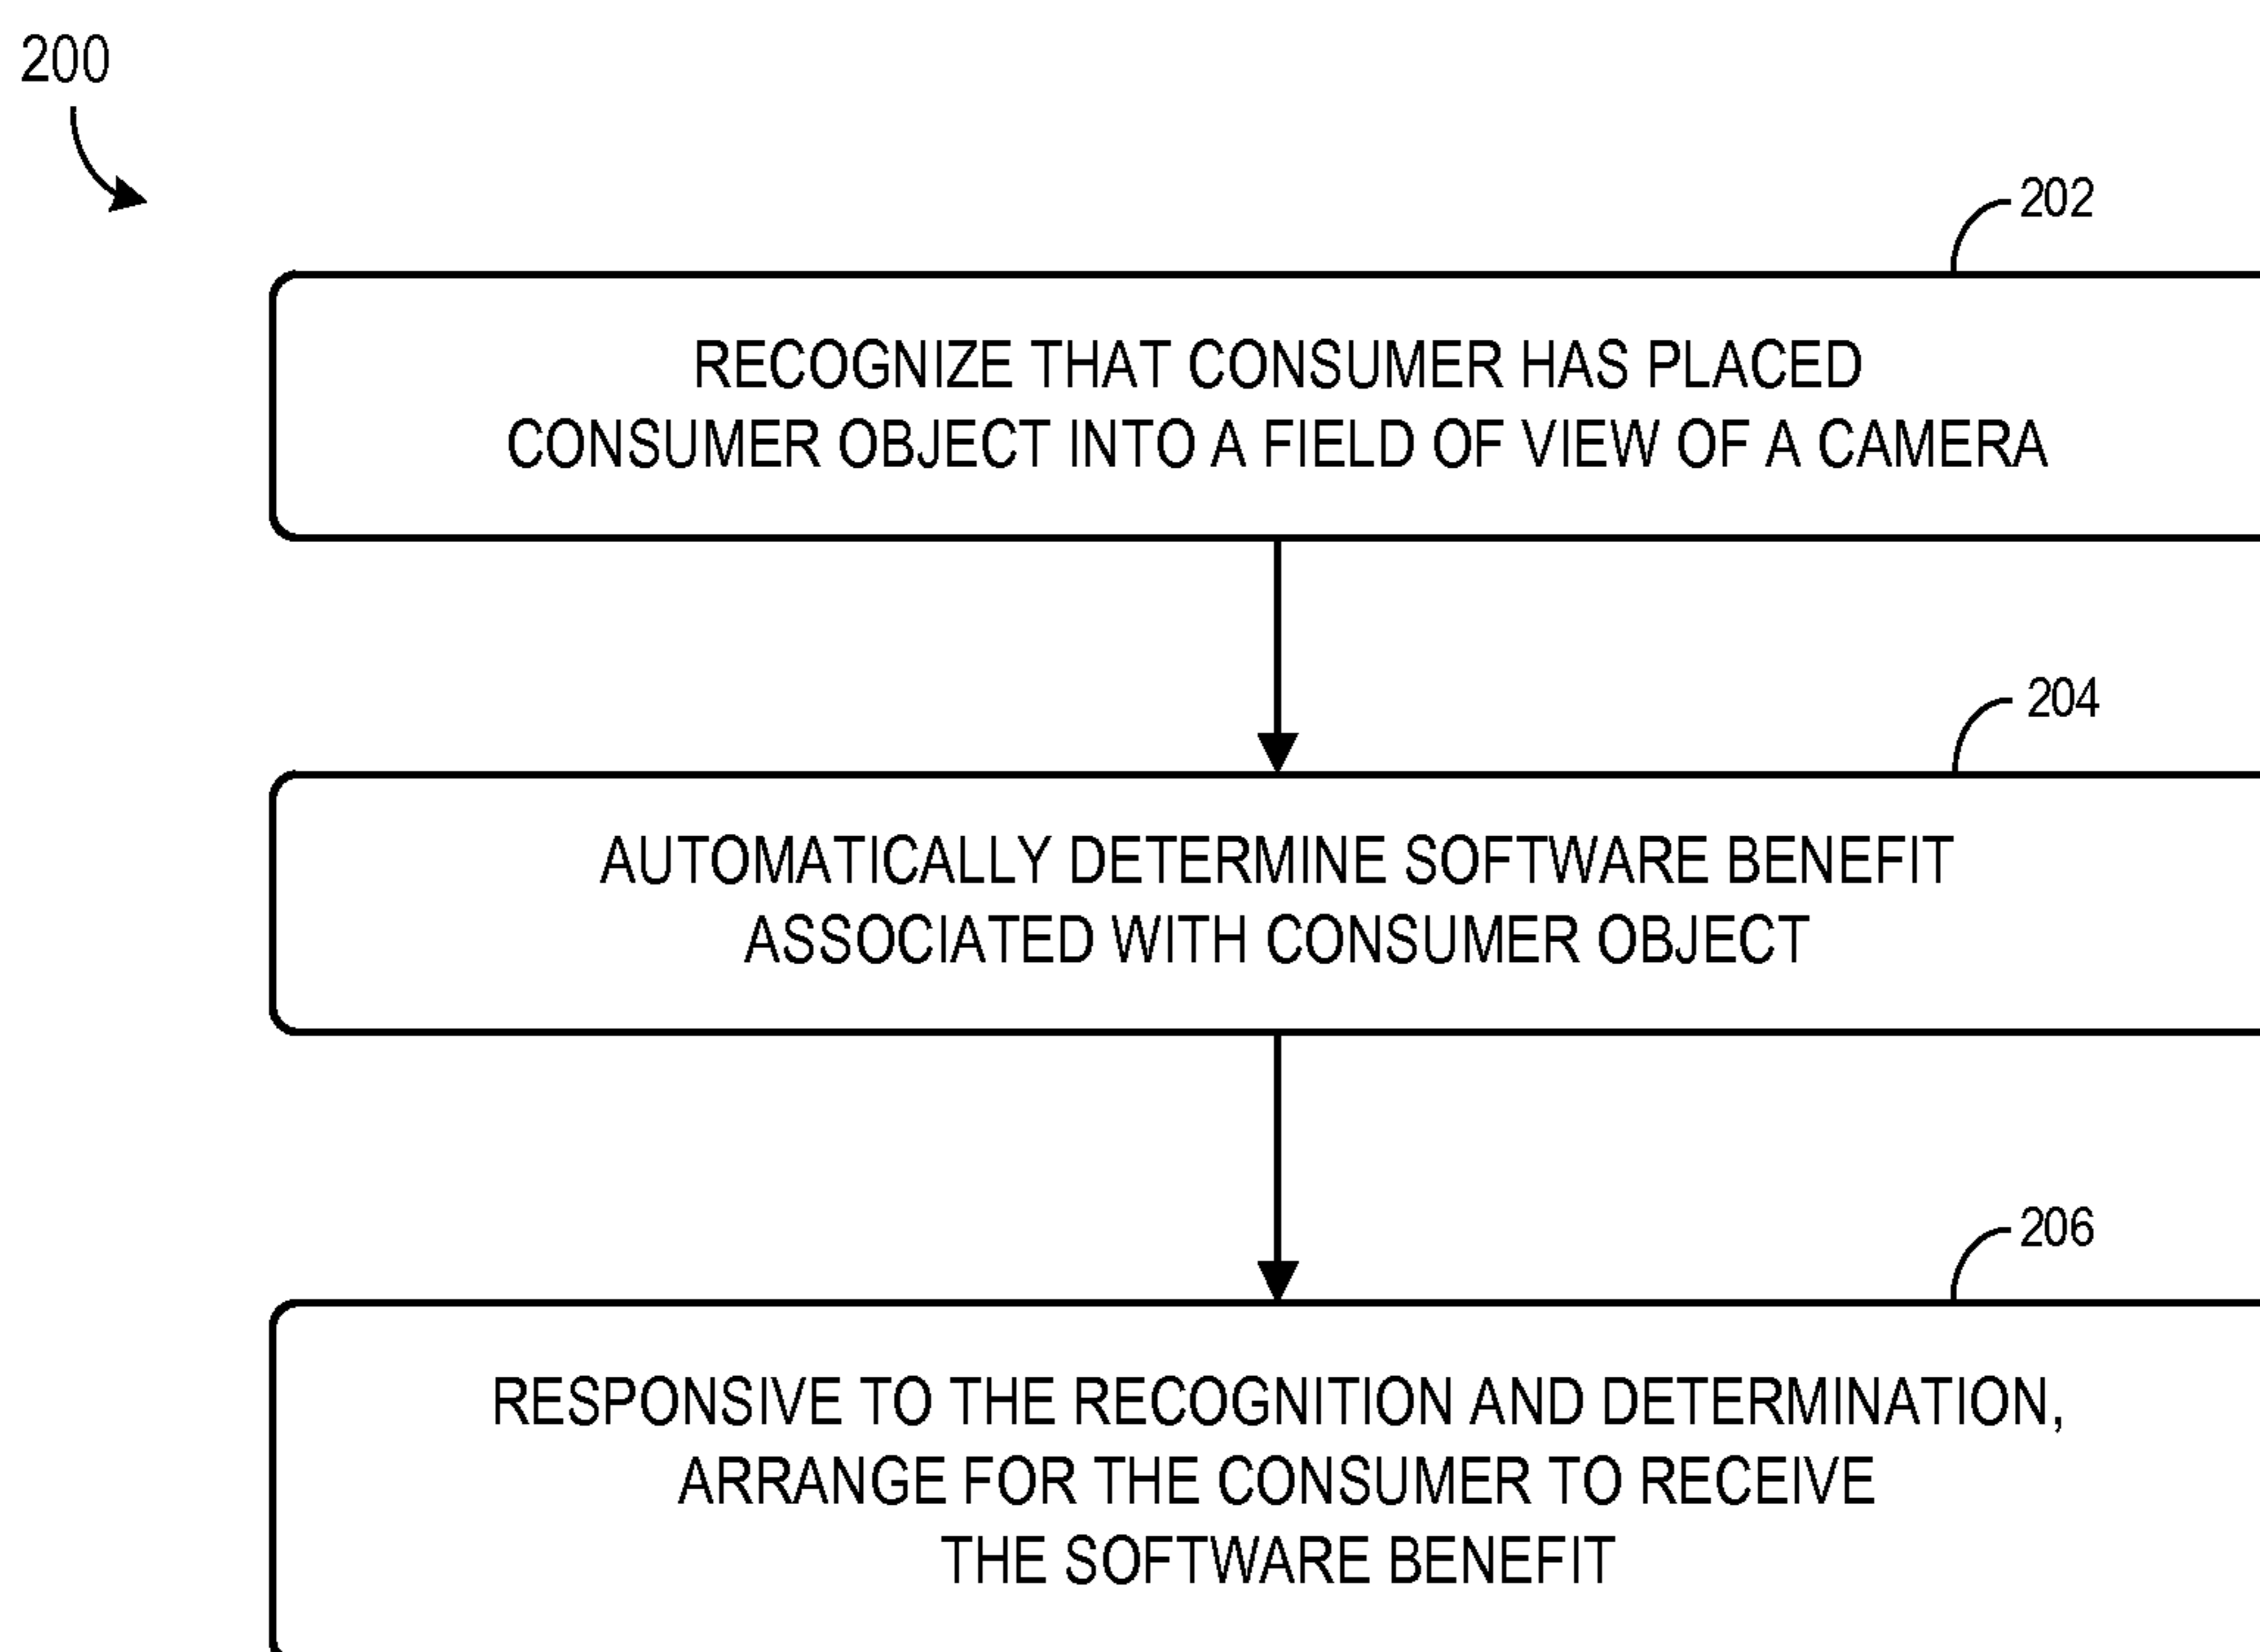 200
202
RECOGNIZE THAT CONSUMER HAS PLACED
CONSUMER OBJECT INTO A FIELD OF VIEW OF A CAMERA
204
AUTOMATICALLY DETERMINE SOFTWARE BENEFIT
ASSOCIATED WITH CONSUMER OBJECT
206
RESPONSIVE TO THE RECOGNITION AND DETERMINATION,
ARRANGE FOR THE CONSUMER TO RECEIVE
THE SOFTWARE BENEFIT